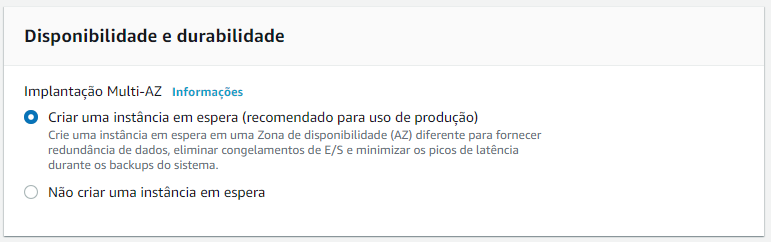 Disponibilidade e durabilidade
Implantação Multi-AZ Informações
Criar uma instância em espera (recomendado para uso de produção)
Crie uma instância em espera em uma Zona de disponibilidade (AZ) diferente para fornecer
redundância de dados, eliminar congelamentos de E/S e minimizar os picos de latência
durante os backups do sistema.
Não criar uma instância em espera